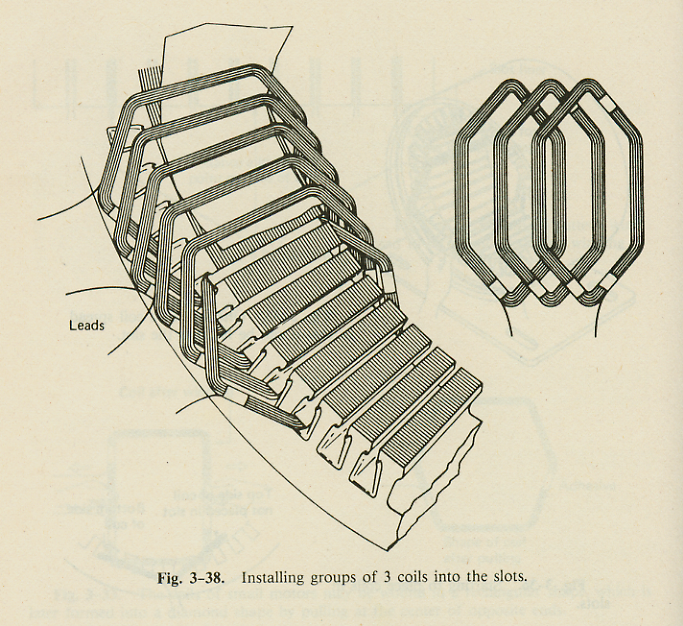 Leads
Fig. 3–38. Installing groups of 3 coils into the slots.